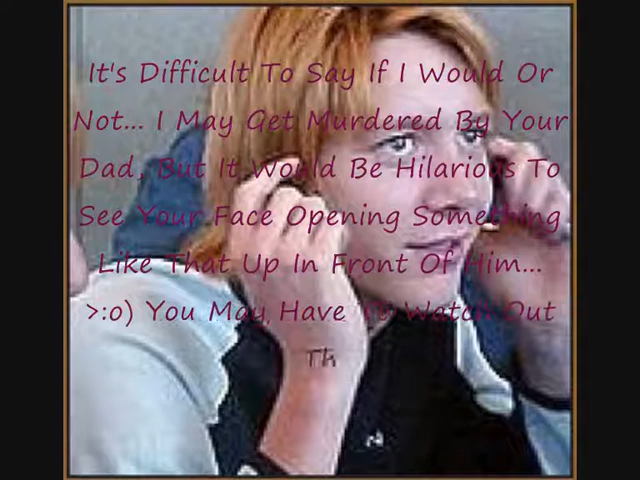 It's Difficult To Say If I Would Or
Not... I May Get Murdered By Your
Dad, But It Would Be Hilarious To
See Your Face Opening Something
Like That Up In Front Of Him...
>:o) You May Have To Watch Out
Th